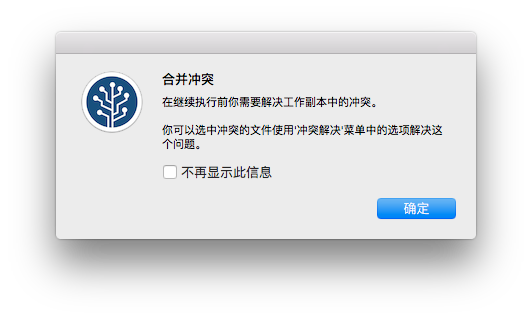 合并冲突
在继续执行前你需要解决工作副本中的冲突。
你可以选中冲突的文件使用'冲突解决'菜单中的选项解决这
个问题。
不再显示此信息
确定